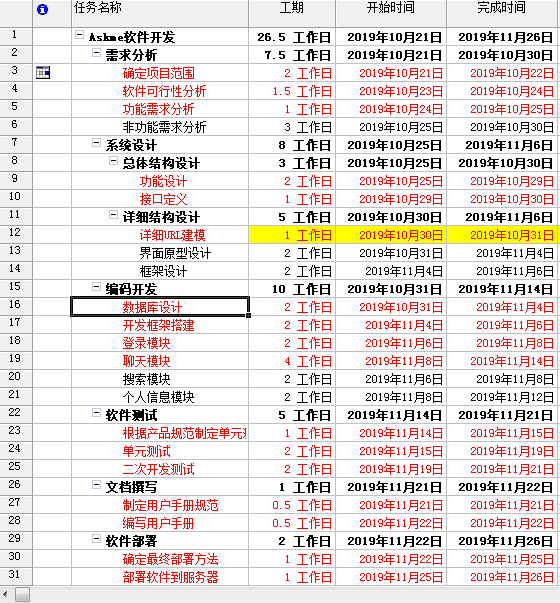 任务名称 工期 开始时间 完成时间
1 Askme软件开发 26.5 工作日 2019年10月21日 2019年11月26日
2 需求分析 7.5 工作日 2019年10月21日 2019年10月30日
3 确定项目范围 2 工作日 2019年10月21日 2019年10月22日
4 软件可行性分析 1.5 工作日 2019年10月23日 2019年10月24日
5 功能需求分析 1 工作日 2019年10月24日 2019年10月25日
6 非功能需求分析 3 工作日 2019年10月25日 2019年10月30日
7 系统设计 8 工作日 2019年10月25日 2019年11月6日
8 总体结构设计 3 工作日 2019年10月25日 2019年10月30日
9 功能设计 2 工作日 2019年10月25日 2019年10月29日
10 接口定义 1 工作日 2019年10月29日 2019年10月30日
11 详细结构设计 5 工作日 2019年10月30日 2019年11月6日
12 详细URL建模 1 工作日 2019年10月30日 2019年10月31日
13 界面原型设计 2 工作日 2019年10月31日 2019年11月4日
14 框架设计 2 工作日 2019年11月4日 2019年11月6日
15 编码开发 10 工作日 2019年10月31日 2019年11月14日
16 数据库设计 2 工作日 2019年10月31日 2019年11月4日
17 开发框架搭建 2 工作日 2019年11月4日 2019年11月6日
18 登录模块 2 工作日 2019年11月6日 2019年11月8日
19 聊天模块 4 工作日 2019年11月8日 2019年11月14日
20 搜索模块 2 工作日 2019年11月6日 2019年11月8日
21 个人信息模块 2 工作日 2019年11月8日 2019年11月12日
22 软件测试 5 工作日 2019年11月14日 2019年11月21日
23 根据产品规范制定单元 1 工作日 2019年11月14日 2019年11月15日
24 单元测试 2 工作日 2019年11月15日 2019年11月19日
25 二次开发测试 2 工作日 2019年11月19日 2019年11月21日
26 文档撰写 1 工作日 2019年11月21日 2019年11月22日
27 制定用户手册规范 0.5 工作日 2019年11月21日 2019年11月21日
28 编写用户手册 0.5 工作日 2019年11月22日 2019年11月22日
29 软件部署 2 工作日 2019年11月22日 2019年11月26日
30 确定最终部署方法 1 工作日 2019年11月22日 2019年11月25日
31 部署软件到服务器 1 工作日 2019年11月25日 2019年11月26日